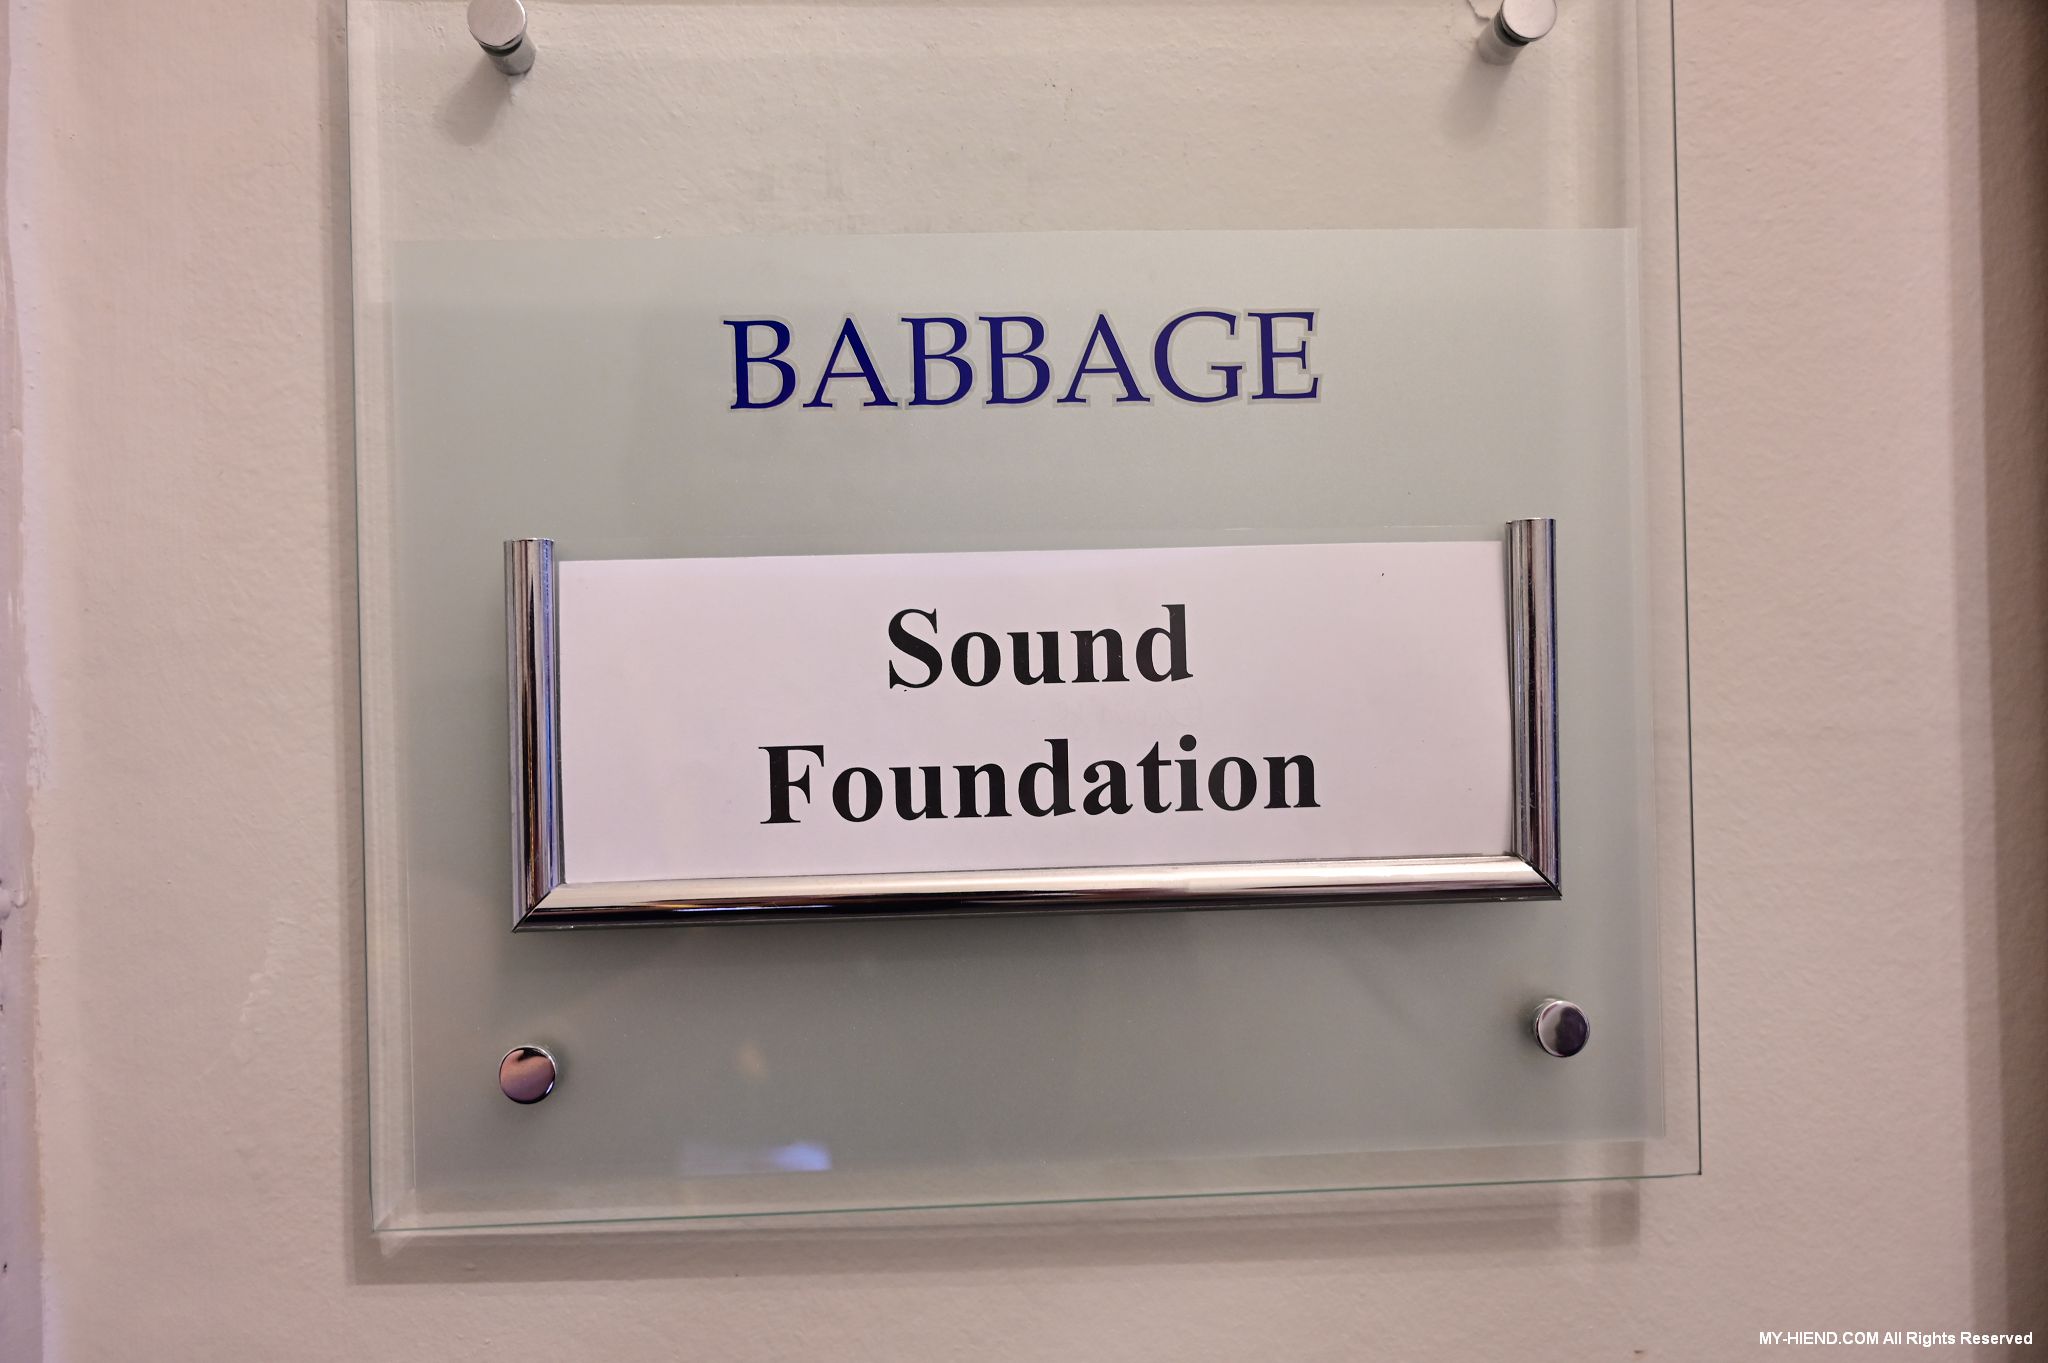 BABBAGE
Sound
Foundation
MY-HIEND.COM All Rights Reserved